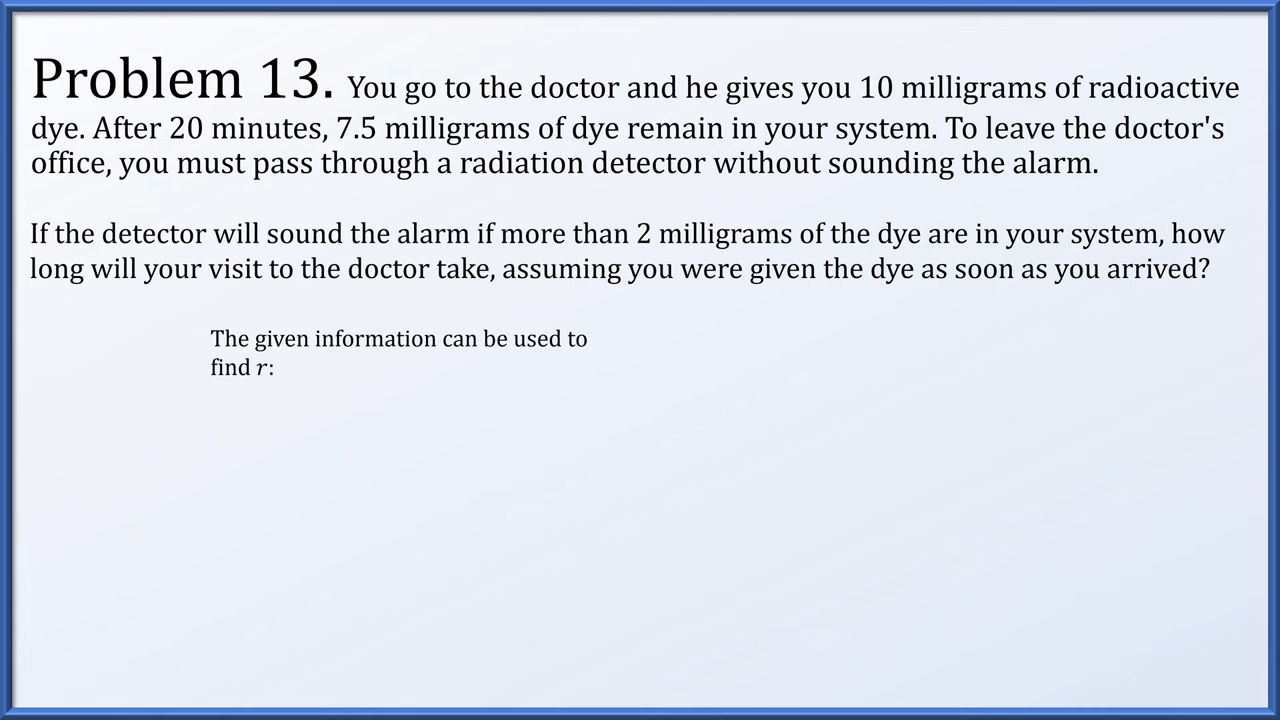 Problem 13. You go to the doctor and he gives you 10 milligrams of radioactive
dye. After 20 minutes, 7.5 milligrams of dye remain in your system. To leave the doctor's
office, you must pass through a radiation detector without sounding the alarm.
If the detector will sound the alarm if more than 2 milligrams of the dye are in your system, how
long will your visit to the doctor take, assuming you were given the dye as soon as you arrived?
The given information can be used to
find r: